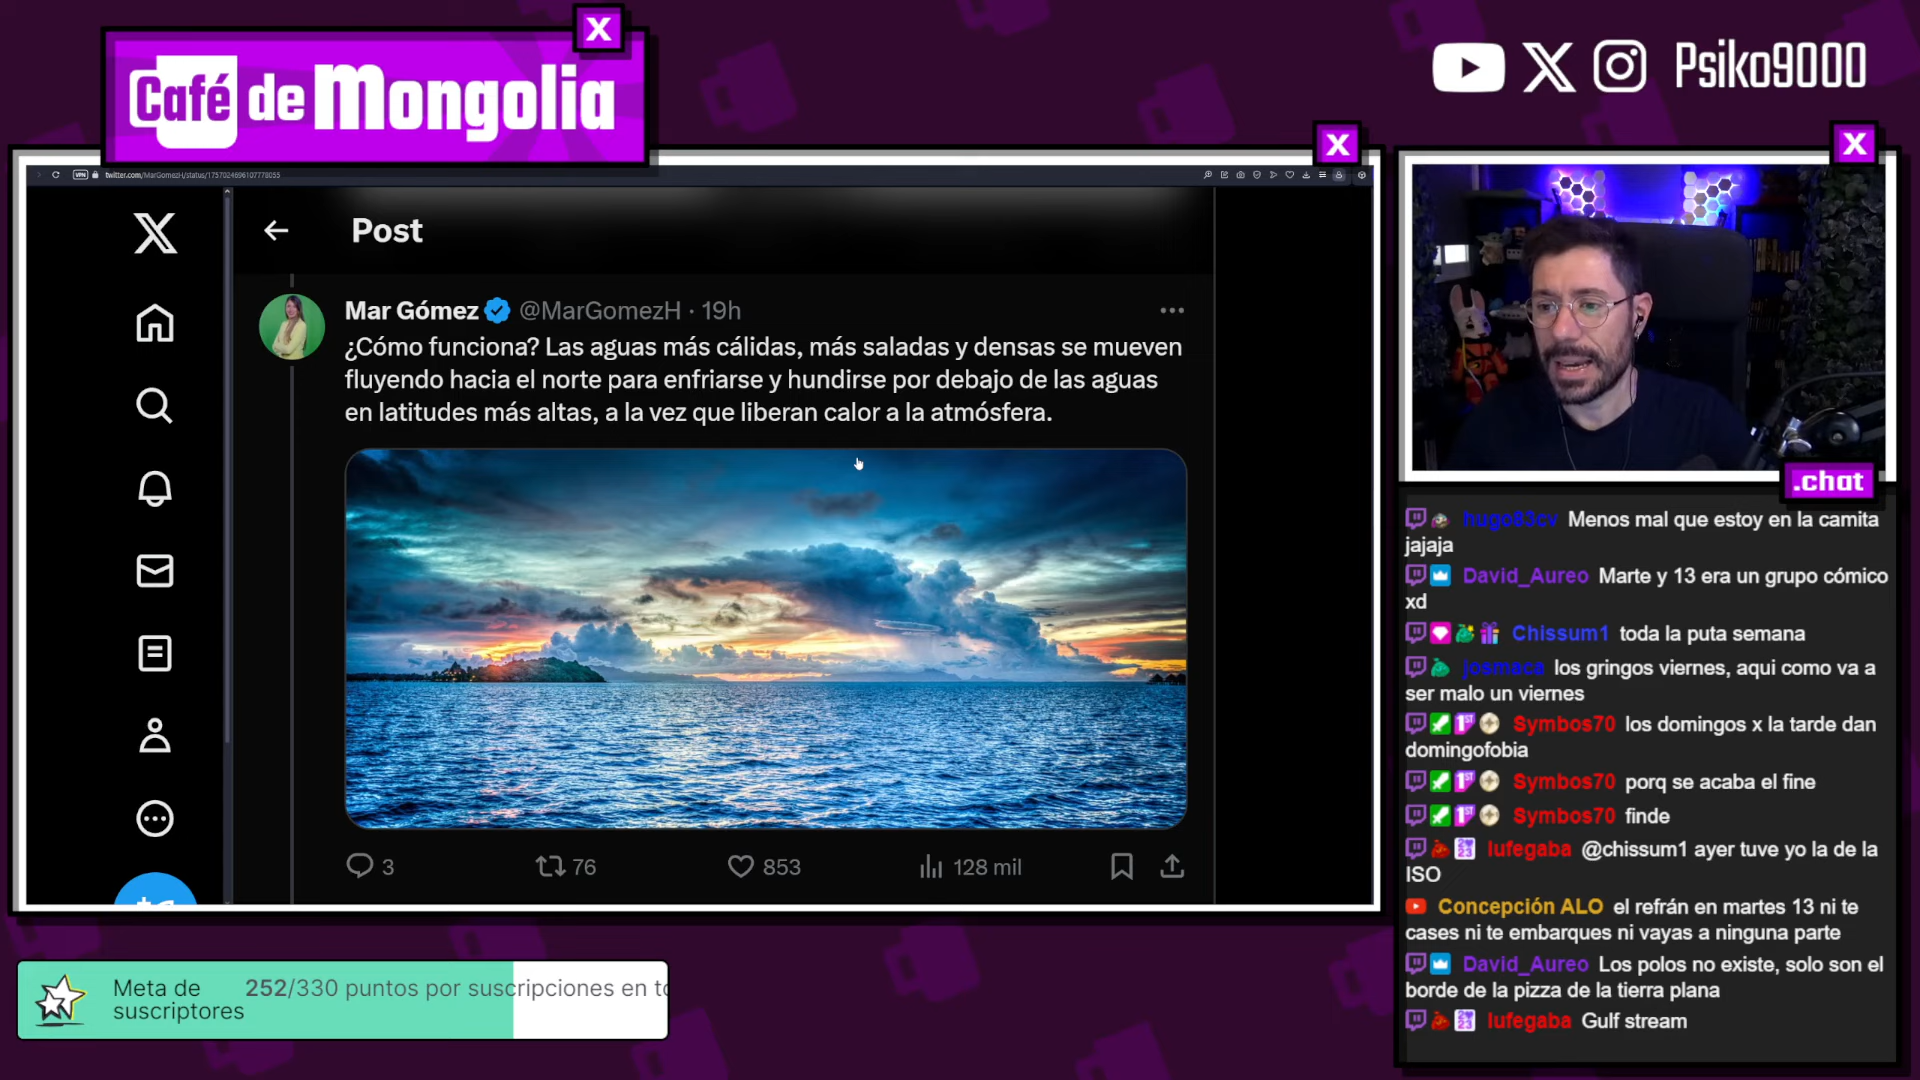 X
Café de Mongolia
Psiko9000
X
X
twitter.com/MarGomezH/status/1757024696107778055
VPN
Post
Mar Gómez @MarGomezH · 19h
¿Cómo funciona? Las aguas más cálidas, más saladas y densas se mueven
fluyendo hacia el norte para enfriarse y hundirse por debajo de las aguas
en latitudes más altas, a la vez que liberan calor a la atmósfera.
3 76 853 128 mil
.chat
hugo83cv Menos mal que estoy en la camita
jajaja
David_Aureo Marte y 13 era un grupo cómico
xd
Chissum1 toda la puta semana
josmaca los gringos viernes, aqui como va a
ser malo un viernes
Symbos70 los domingos x la tarde dan
domingofobia
Symbos70 porq se acaba el fine
Symbos70 finde
lufegaba @chissum1 ayer tuve yo la de la
ISO
Concepción ALO el refrán en martes 13 ni te
cases ni te embarques ni vayas a ninguna parte
David_Aureo Los polos no existe, solo son el
borde de la pizza de la tierra plana
lufegaba Gulf stream
Meta de
suscriptores
252/330 puntos por suscripciones en